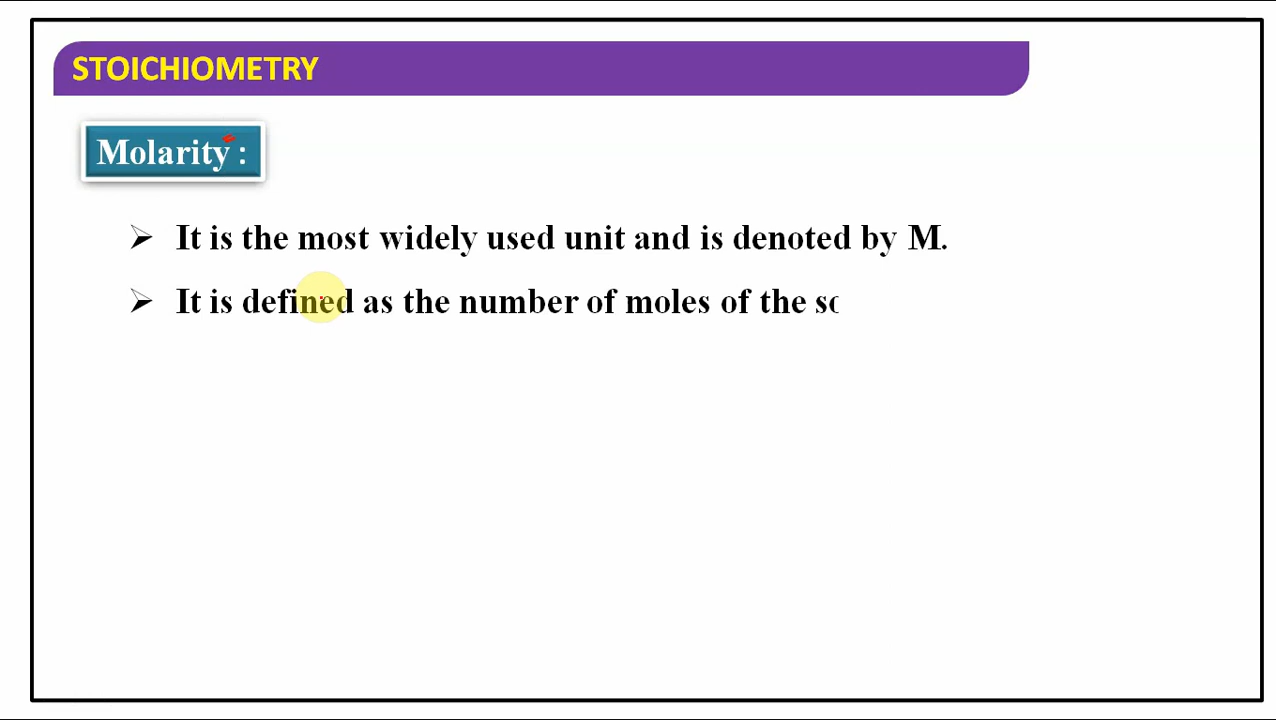 STOICHIOMETRY
Molarity :
➢ It is the most widely used unit and is denoted by M.
➢ It is defined as the number of moles of the